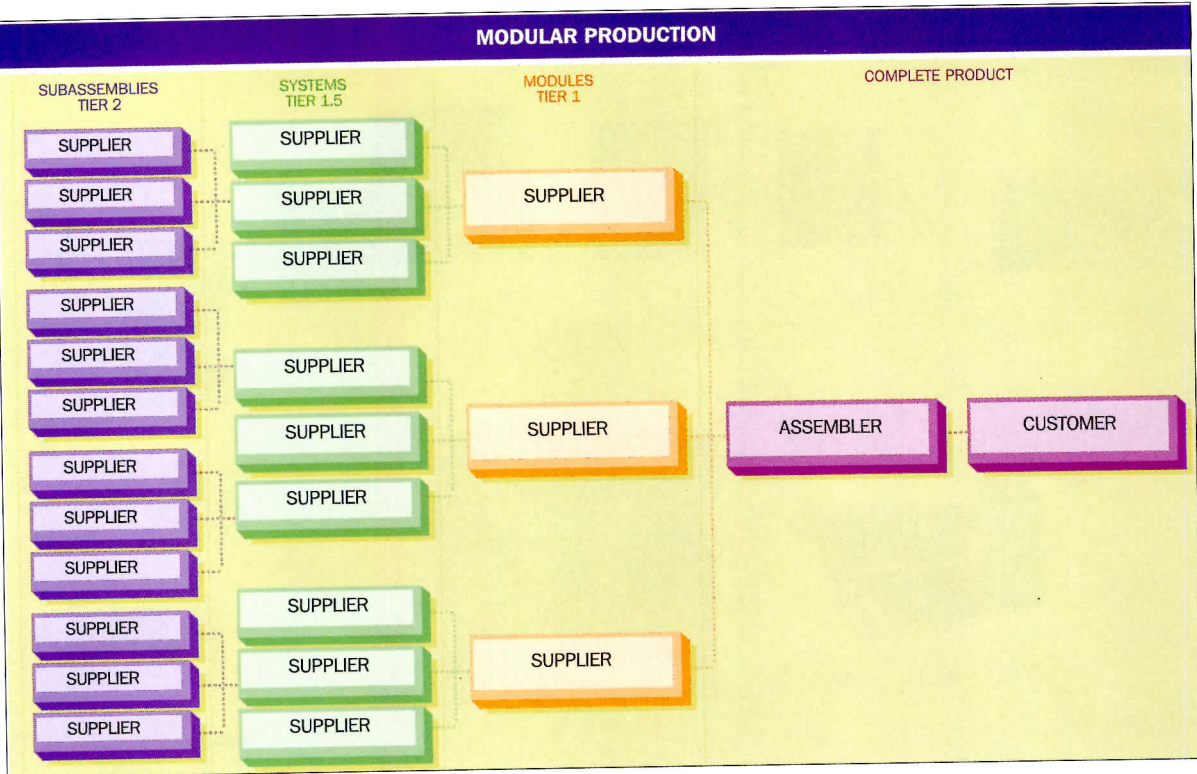 MODULAR PRODUCTION
SUBASSEMBLIES
TIER 2
SUPPLIER
SUPPLIER
SUPPLIER
SUPPLIER
SUPPLIER
SUPPLIER
SUPPLIER
SUPPLIER
SUPPLIER
SUPPLIER
SUPPLIER
SUPPLIER
SYSTEMS
TIER 1.5
SUPPLIER
SUPPLIER
SUPPLIER
SUPPLIER
SUPPLIER
SUPPLIER
SUPPLIER
SUPPLIER
SUPPLIER
MODULES
TIER 1
SUPPLIER
SUPPLIER
SUPPLIER
COMPLETE PRODUCT
ASSEMBLER
CUSTOMER